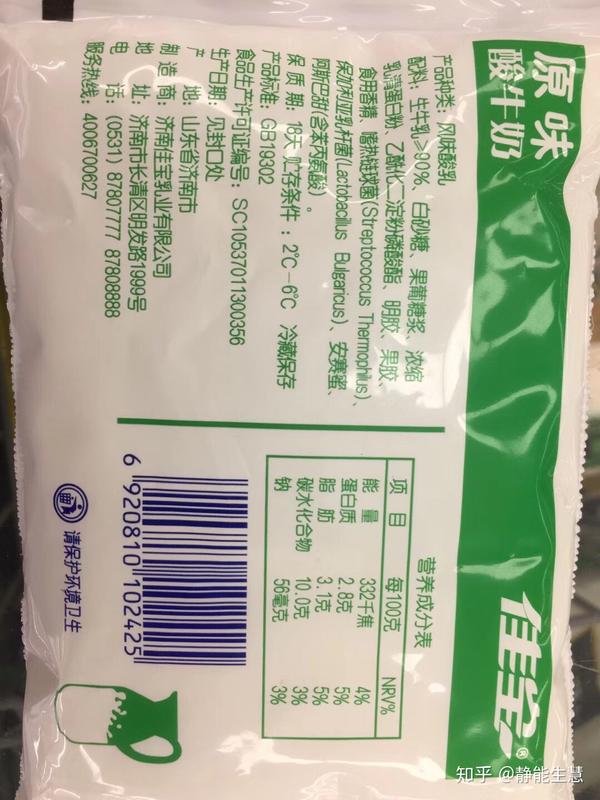 原味
酸牛奶
佳宝®
产品种类：风味酸乳
配料：生牛乳≥90%、白砂糖、果葡糖浆、浓缩
乳清蛋白粉、乙酰化二淀粉磷酸酯、明胶、果胶、
食用香精、嗜热链球菌(Streptococcus Thermophilus)、
保加利亚乳杆菌(Lactobacillus Bulgaricus)、安赛蜜、
阿斯巴甜(含苯丙氨酸)。
保质期：18天 贮存条件：2℃-6℃ 冷藏保存
产品标准：GB19302
食品生产许可证编号：SC10537011300356
生产日期：见封口处
产地：山东省济南市
制造商：济南佳宝乳业有限公司
地址：济南市长清区明发路1999号
电话：(0531) 87807777 87808888
服务热线：4006700627
营养成分表
项目 每100克 NRV%
能量 332千焦 4%
蛋白质 2.8克 5%
脂肪 3.1克 5%
碳水化合物 10.0克 3%
钠 56毫克 3%
6 920810 102425
请保护环境卫生
知乎 @静能生慧